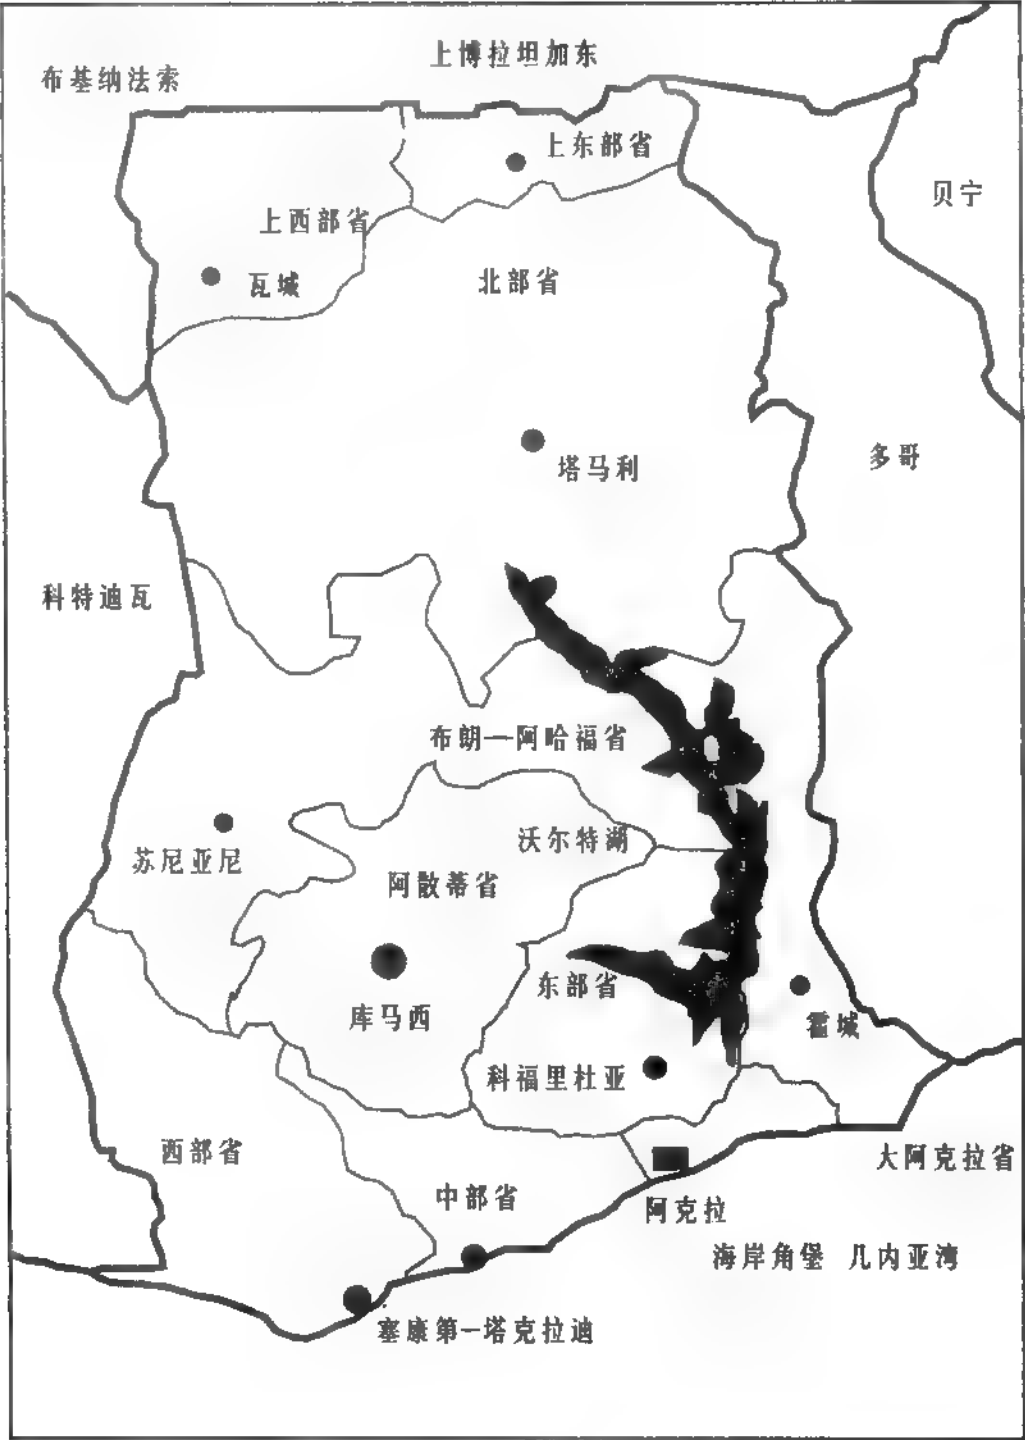 上博拉坦加东
布基纳法索
上东部省
贝宁
上西部省
瓦城
北部省
多哥
塔马利
科特迪瓦
布朗—阿哈福省
沃尔特湖
苏尼亚尼
阿散蒂省
东部省
库马西
霍城
科福里杜亚
西部省
大阿克拉省
中部省
阿克拉
海岸角堡 几内亚湾
塞康第—塔克拉迪